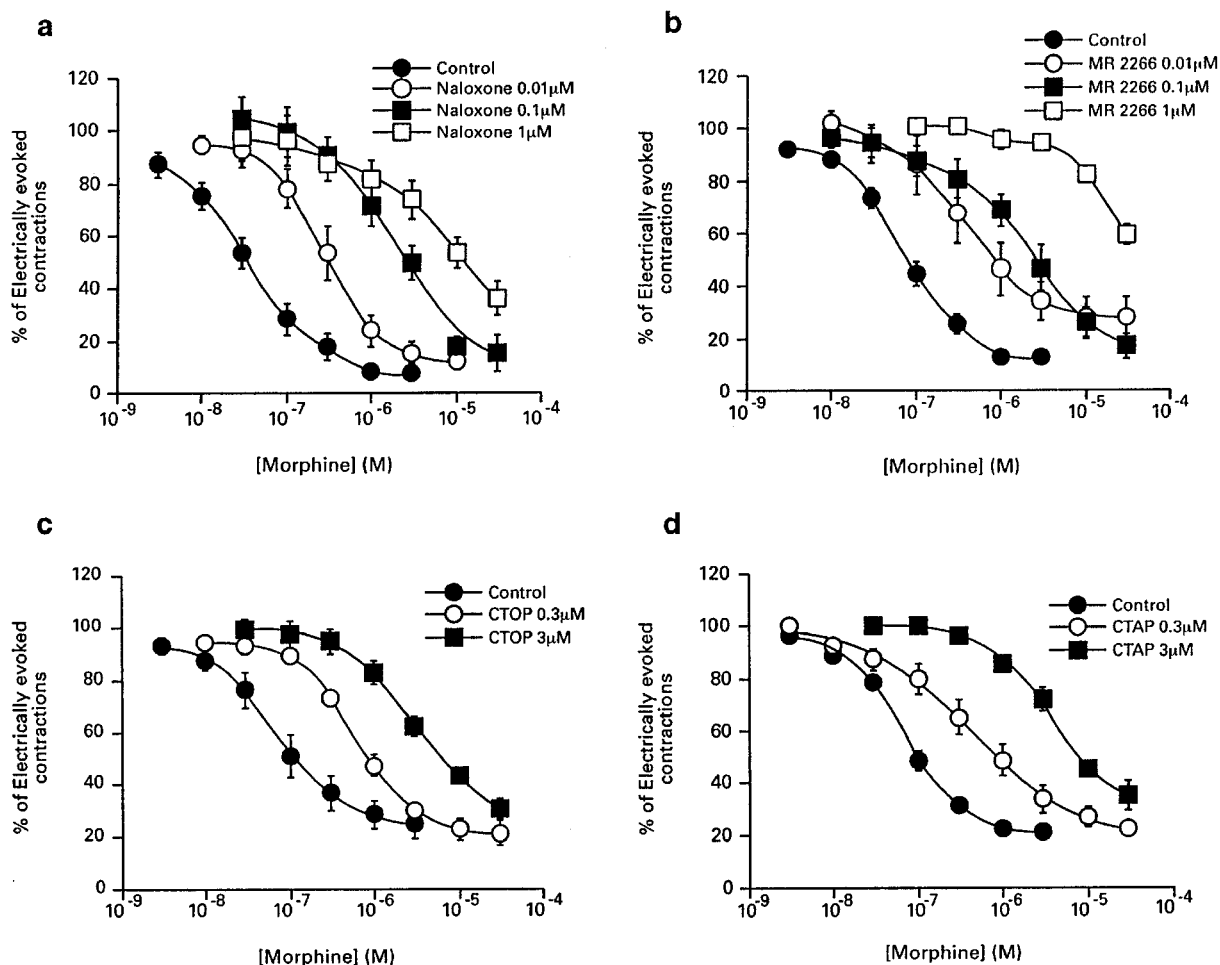 a
Control
Naloxone 0.01μM
Naloxone 0.1μM
Naloxone 1μM
120
100
80
60
40
20
0
% of Electrically evoked
contractions
10-9
10-8
10-7
10-6
10-5
10-4
[Morphine] (M)
b
Control
MR 2266 0.01μM
MR 2266 0.1μM
MR 2266 1μM
120
100
80
60
40
20
0
% of Electrically evoked
contractions
10-9
10-8
10-7
10-6
10-5
10-4
[Morphine] (M)
c
Control
CTOP 0.3μM
CTOP 3μM
120
100
80
60
40
20
0
% of Electrically evoked
contractions
10-9
10-8
10-7
10-6
10-5
10-4
[Morphine] (M)
d
Control
CTAP 0.3μM
CTAP 3μM
120
100
80
60
40
20
0
% of Electrically evoked
contractions
10-9
10-8
10-7
10-6
10-5
10-4
[Morphine] (M)